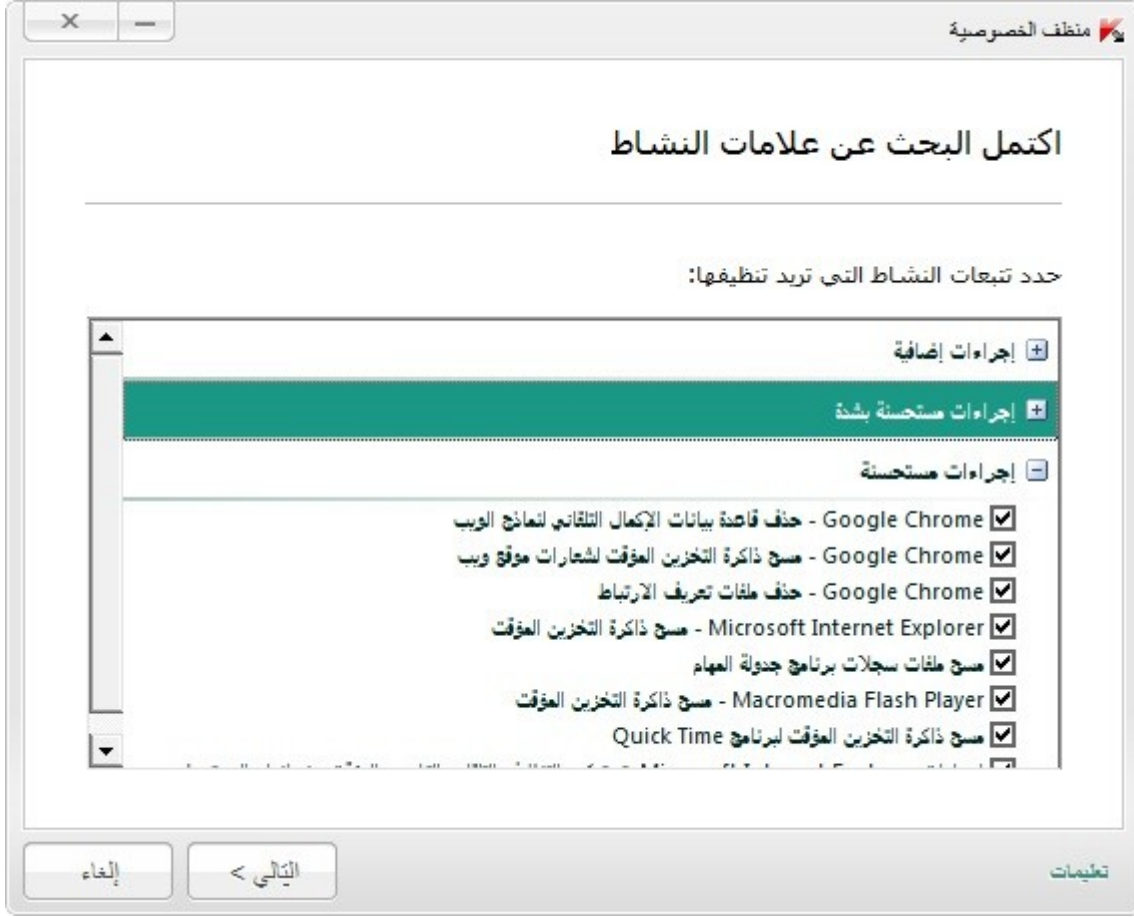 منظف الخصوصية
اكتمل البحث عن علامات النشاط
حدد تتبعات النشاط التي تريد تنظيفها:
إجراءات إضافية
إجراءات مستحسنة بشدة
إجراءات مستحسنة
Google Chrome - حذف قاعدة بيانات الإكمال التلقائي لنماذج الويب
Google Chrome - مسح ذاكرة التخزين المؤقت لشعارات موقع ويب
Google Chrome - حذف ملفات تعريف الارتباط
Microsoft Internet Explorer - مسح ذاكرة التخزين المؤقت
مسح ملفات سجلات برنامج جدولة المهام
Macromedia Flash Player - مسح ذاكرة التخزين المؤقت
مسح ذاكرة التخزين المؤقت لبرنامج Quick Time
تعليمات
التالي >
إلغاء